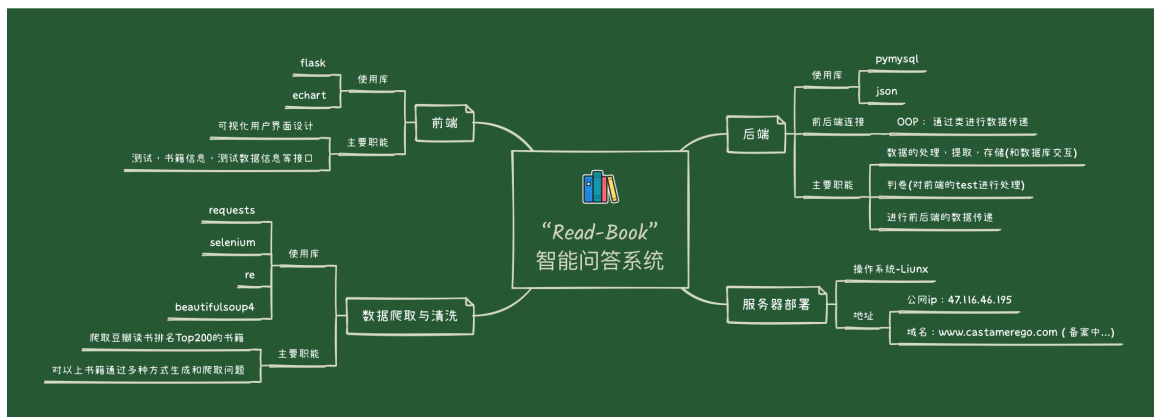 “Read-Book”
智能问答系统
前端
使用库
flask
echart
主要职能
可视化用户界面设计
测试，书籍信息，测试数据信息等接口
数据爬取与清洗
使用库
requests
selenium
re
beautifulsoup4
主要职能
爬取豆瓣读书排名Top200的书籍
对以上书籍通过多种方式生成和爬取问题
后端
使用库
pymysql
json
前后端连接
OOP： 通过类进行数据传递
主要职能
数据的处理，提取，存储(和数据库交互)
判卷(对前端的test进行处理)
进行前后端的数据传递
服务器部署
操作系统-Liunx
地址
公网ip：47.116.46.195
域名：www.castamerego.com ( 备案中...)